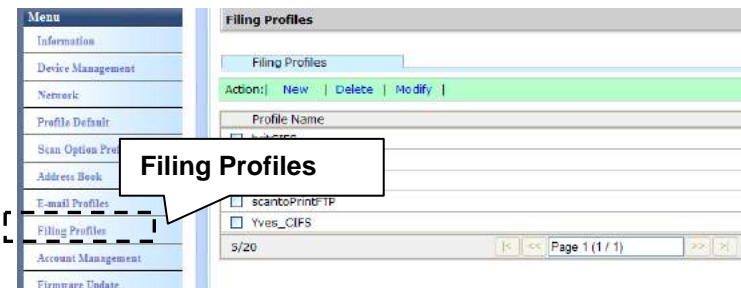 Menu
Information
Device Management
Network
Profile Default
Scan Option
Address Book
E-mail Profiles
Filing Profiles
Account Management
Firmware Update
Filing Profiles
Filing Profiles
Action:| New | Delete | Modify |
Profile Name
Filing Profiles
scantoPrintFTP
Yves_CIFS
5/20
|< << Page 1 (1 / 1) >> >|